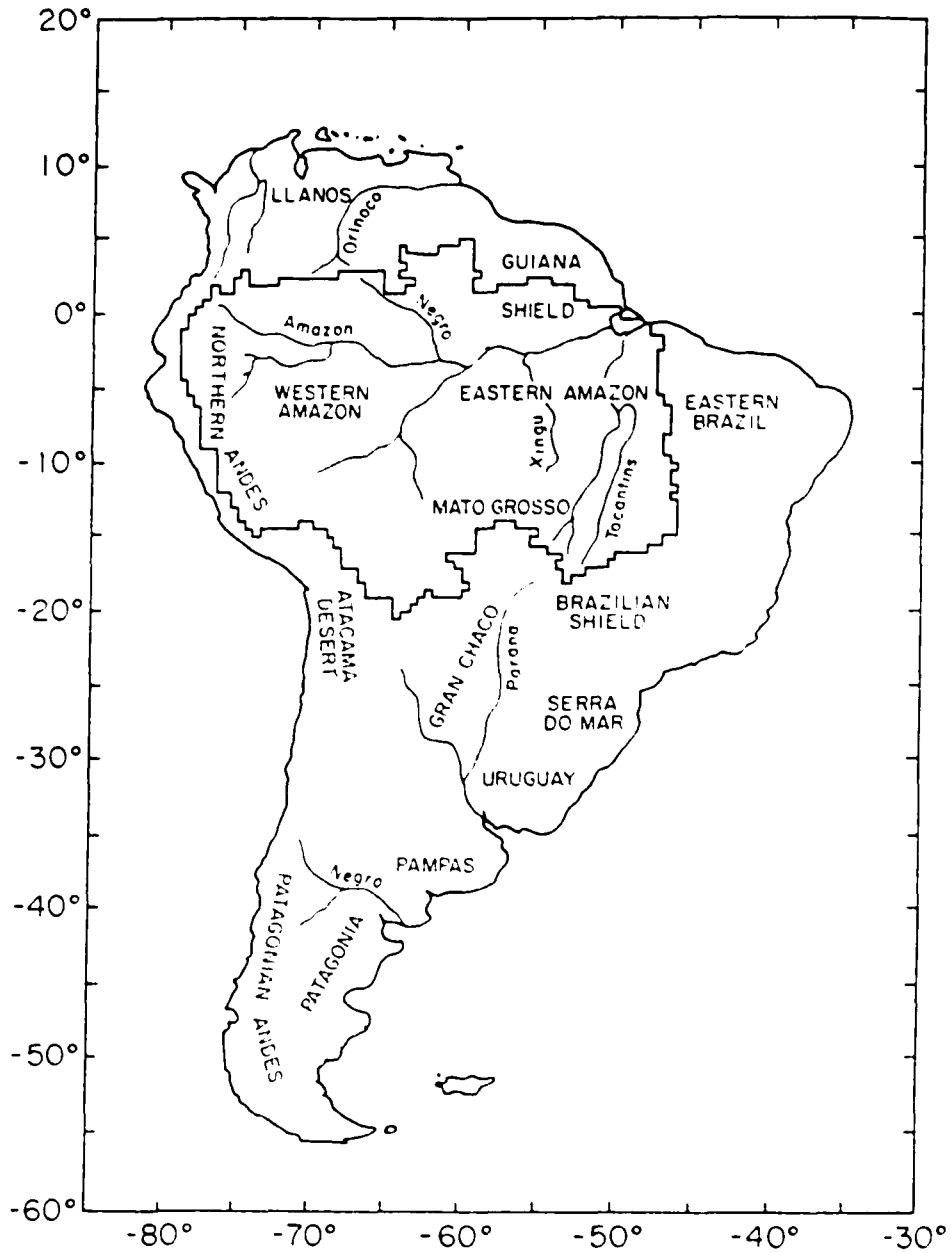 20°
10°
0°
-10°
-20°
-30°
-40°
-50°
-60°
LLANOS
Orinoco
GUIANA
SHIELD
Negro
Amazon
NORTHERN ANDES
WESTERN
AMAZON
EASTERN AMAZON
EASTERN
BRAZIL
Xingu
Tocantins
MATO GROSSO
ATACAMA
DESERT
BRAZILIAN
SHIELD
GRAN CHACO
Parana
SERRA
DO MAR
URUGUAY
PAMPAS
Negro
PATAGONIAN ANDES
PATAGONIA
-80° -70° -60° -50° -40° -30°